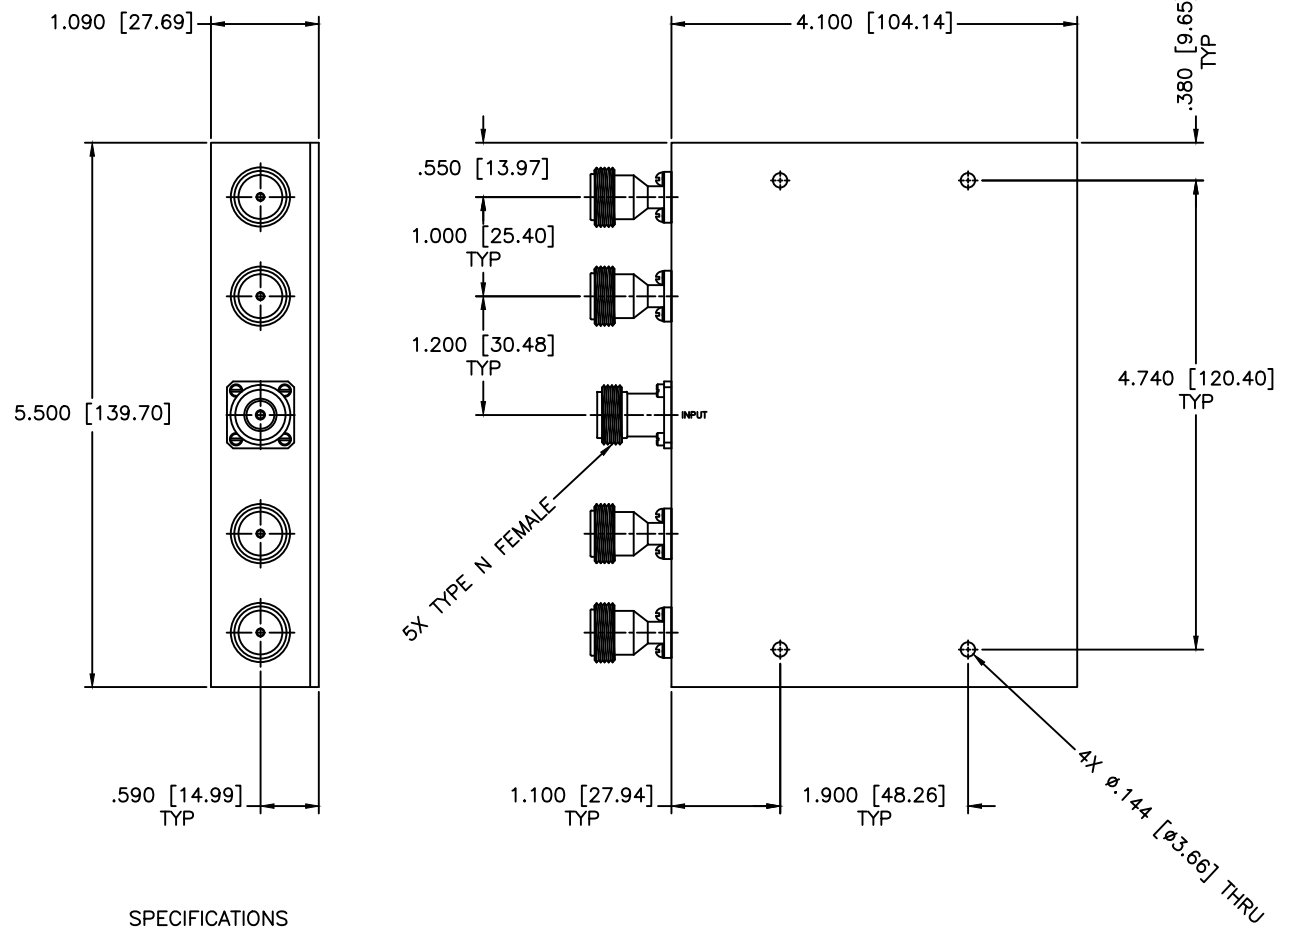 1.090 [27.69]
4.100 [104.14]
.380 [9.65]
TYP
.550 [13.97]
1.000 [25.40]
TYP
1.200 [30.48]
TYP
4.740 [120.40]
TYP
5.500 [139.70]
INPUT
5X TYPE N FEMALE
.590 [14.99]
TYP
1.100 [27.94]
TYP
1.900 [48.26]
TYP
4X ø.144 [ø3.66] THRU
SPECIFICATIONS